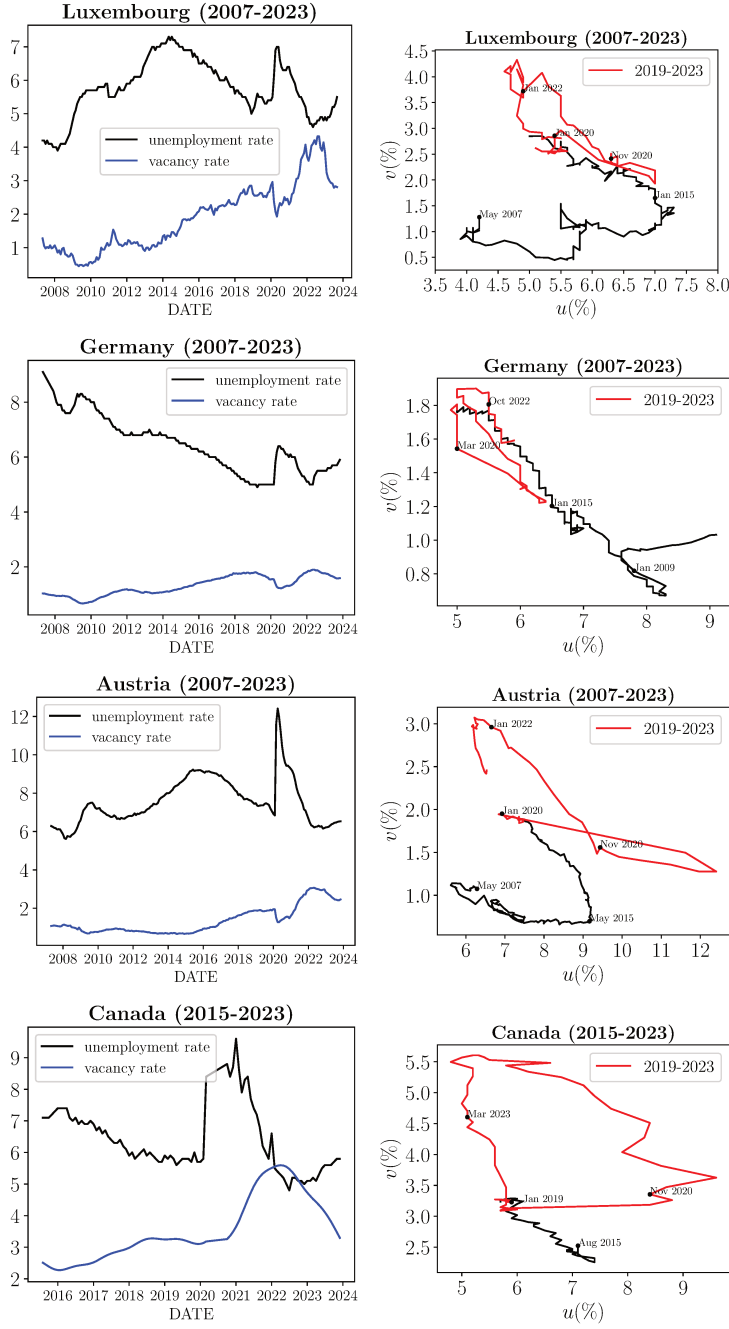 Luxembourg (2007-2023)
7
6
5
4
3
2
1
unemployment rate
vacancy rate
2008 2010 2012 2014 2016 2018 2020 2022 2024
DATE
Luxembourg (2007-2023)
4.5
4.0
3.5
3.0
2.5
2.0
1.5
1.0
0.5
v(%)
2019-2023
Jan 2022
Jan 2020
Nov 2020
Jan 2015
May 2007
3.5 4.0 4.5 5.0 5.5 6.0 6.5 7.0 7.5 8.0
u(%)
Germany (2007-2023)
8
6
4
2
unemployment rate
vacancy rate
2008 2010 2012 2014 2016 2018 2020 2022 2024
DATE
Germany (2007-2023)
1.8
1.6
1.4
1.2
1.0
0.8
v(%)
2019-2023
Oct 2022
Mar 2020
Jan 2015
Jan 2009
5 6 7 8 9
u(%)
Austria (2007-2023)
12
10
8
6
4
2
unemployment rate
vacancy rate
2008 2010 2012 2014 2016 2018 2020 2022 2024
DATE
Austria (2007-2023)
3.0
2.5
2.0
1.5
1.0
v(%)
2019-2023
Jan 2022
Jan 2020
Nov 2020
May 2007
May 2015
6 7 8 9 10 11 12
u(%)
Canada (2015-2023)
9
8
7
6
5
4
3
2
unemployment rate
vacancy rate
2016 2017 2018 2019 2020 2021 2022 2023 2024
DATE
Canada (2015-2023)
5.5
5.0
4.5
4.0
3.5
3.0
2.5
v(%)
2019-2023
Mar 2023
Nov 2020
Jan 2019
Aug 2015
5 6 7 8 9
u(%)